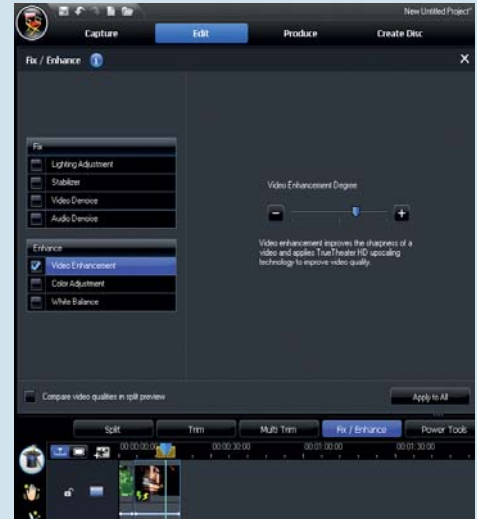 New Untitled Project*
Capture Edit Produce Create Disc
Fix / Enhance
Fix
Lighting Adjustment
Stabilizer
Video Denoise
Audio Denoise
Enhance
Video Enhancement
Color Adjustment
White Balance
Video Enhancement Degree
Video enhancement improves the sharpness of a
video and applies TrueTheater HD upscaling
technology to improve video quality.
Compare video qualities in split preview
Apply to All
Split Trim Multi Trim Fix / Enhance Power Tools
00:00:00:00 00:00:30:00 00:01:00:00 00:01:30:00